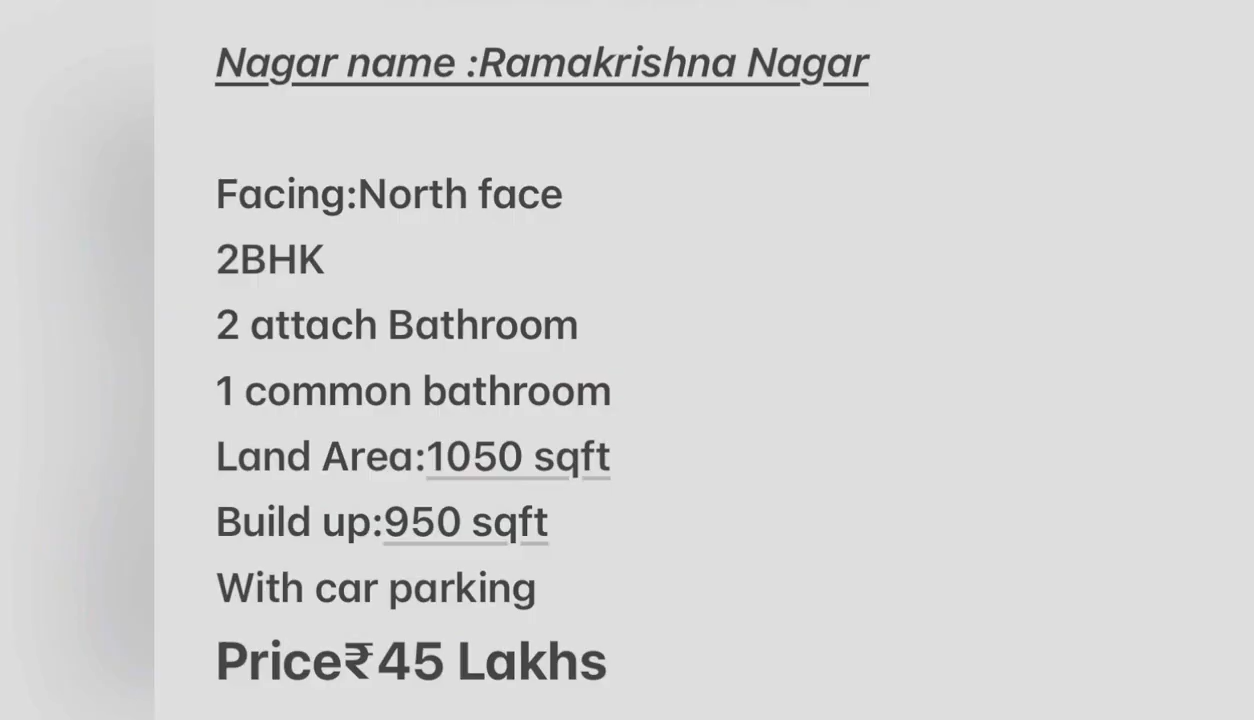 Nagar name :Ramakrishna Nagar
Facing:North face
2BHK
2 attach Bathroom
1 common bathroom
Land Area:1050 sqft
Build up:950 sqft
With car parking
Price₹45 Lakhs